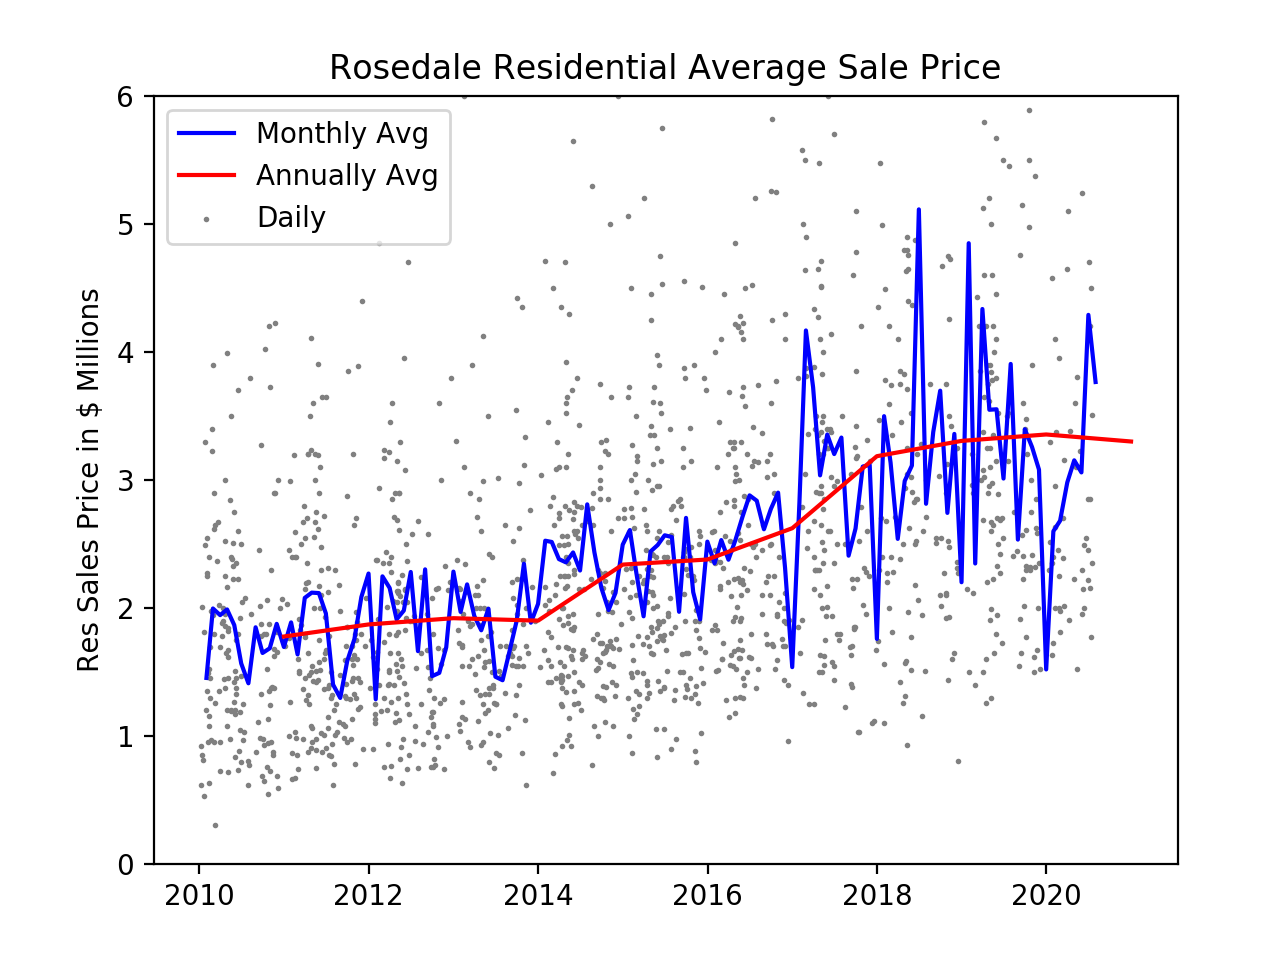 Rosedale Residential Average Sale Price
6
5
4
3
2
1
0
Res Sales Price in $ Millions
Monthly Avg
Annually Avg
Daily
2010 2012 2014 2016 2018 2020